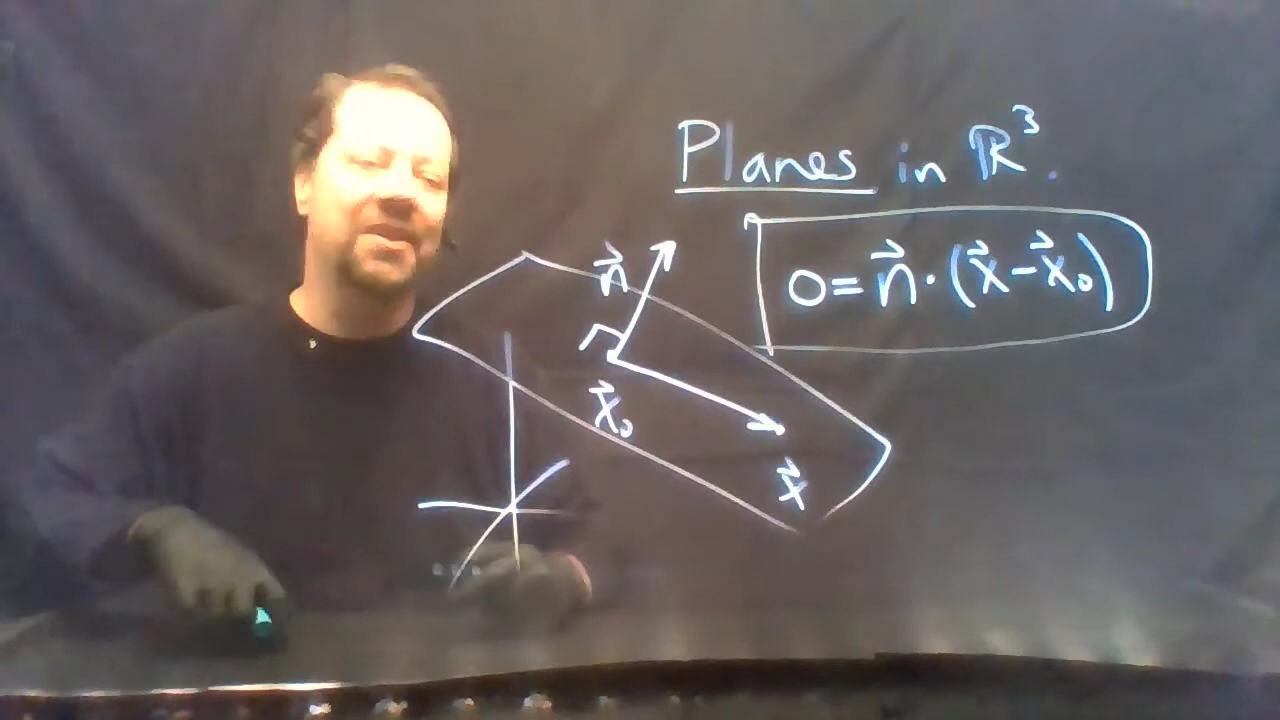 Planes in ℝ³.
0 = n⃗ · (x⃗ − x⃗₀)
n⃗
x⃗₀
x⃗